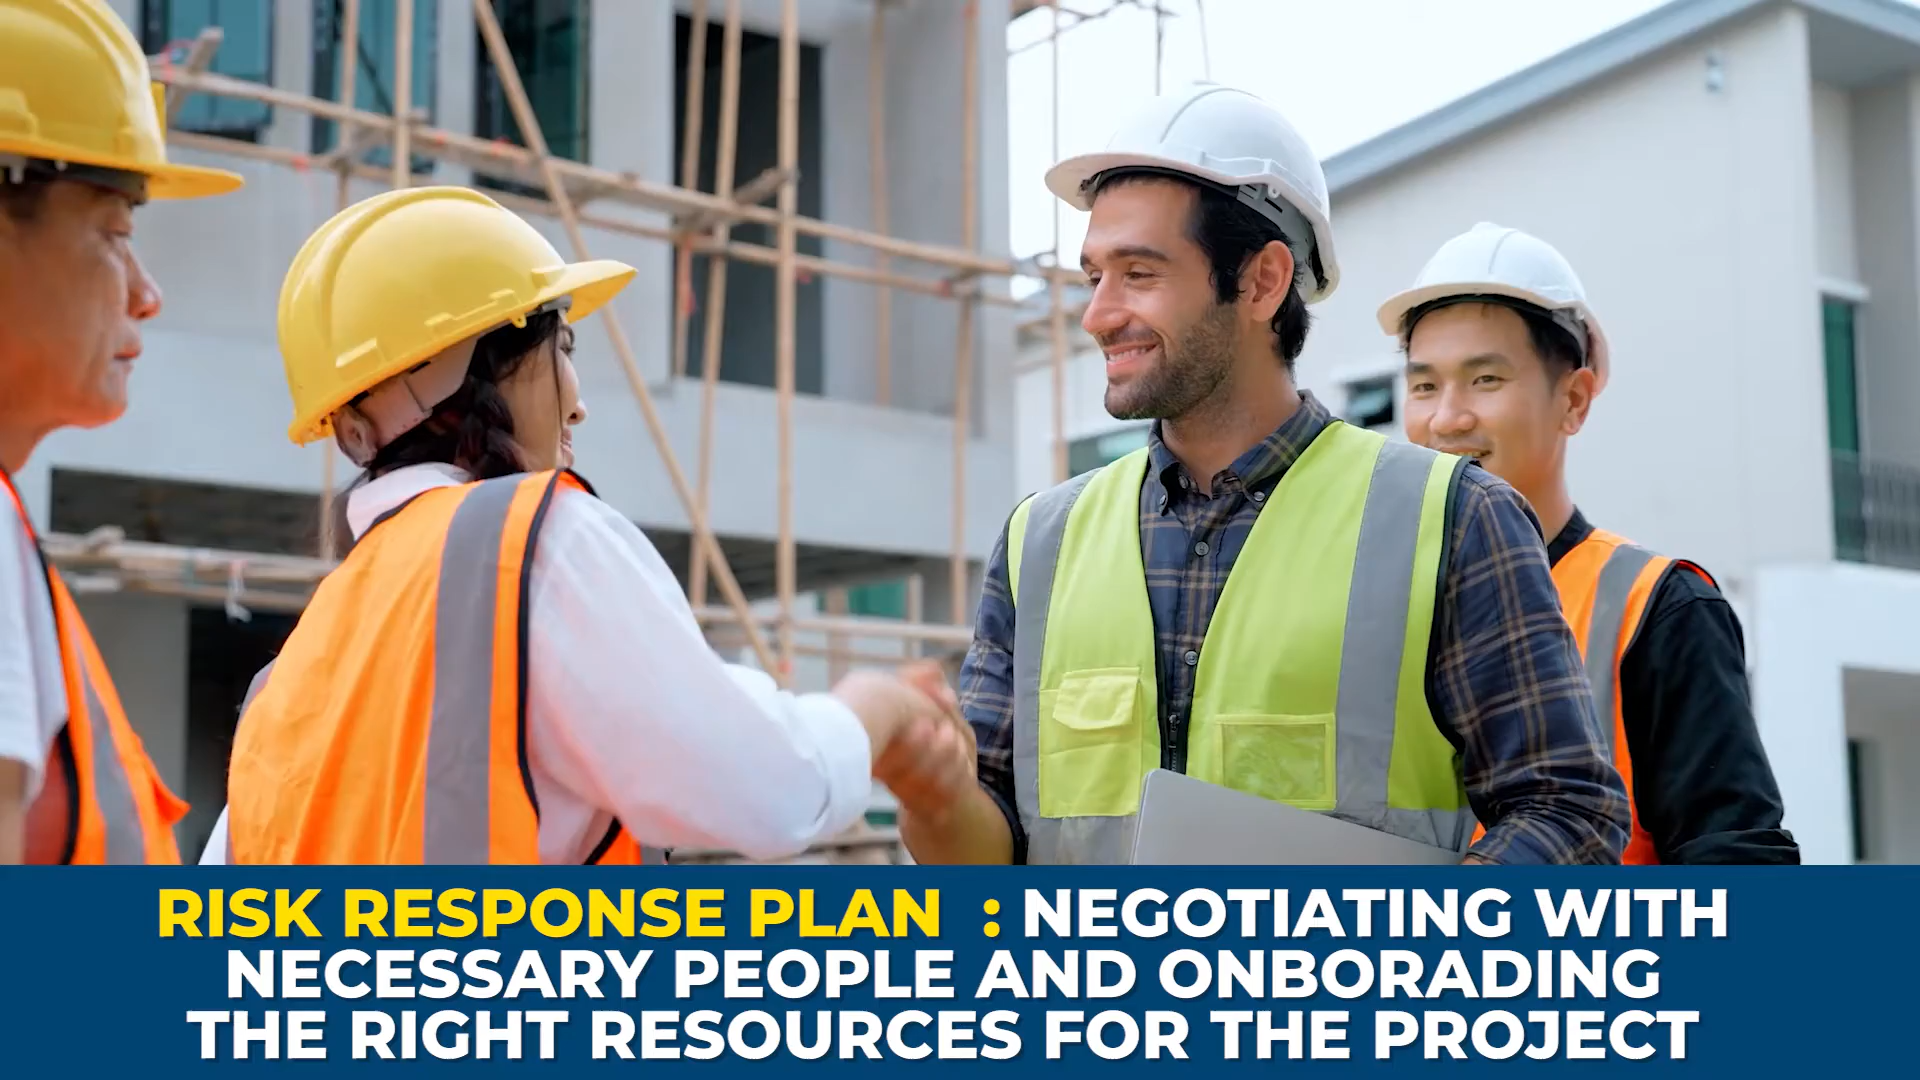 RISK RESPONSE PLAN : NEGOTIATING WITH
NECESSARY PEOPLE AND ONBORADING
THE RIGHT RESOURCES FOR THE PROJECT